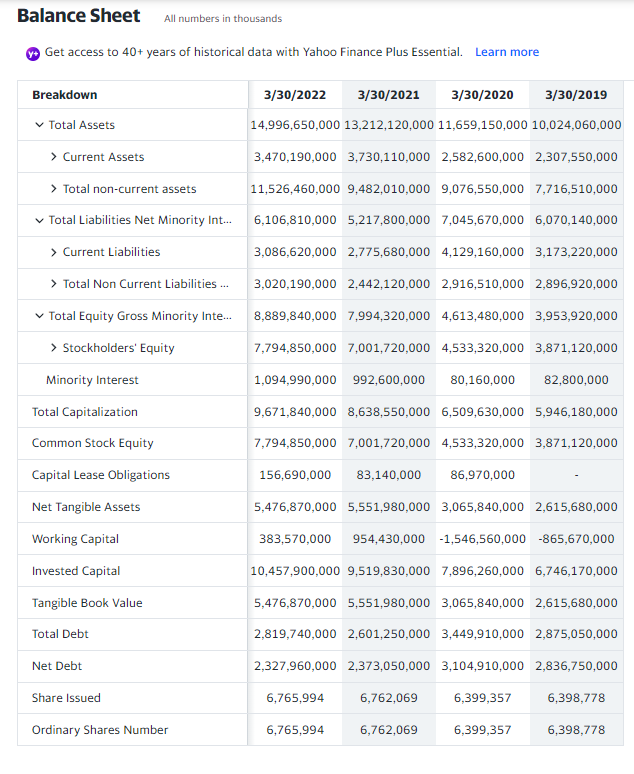 Balance Sheet All numbers in thousands
y+ Get access to 40+ years of historical data with Yahoo Finance Plus Essential. Learn more
Breakdown 3/30/2022 3/30/2021 3/30/2020 3/30/2019
Total Assets 14,996,650,000 13,212,120,000 11,659,150,000 10,024,060,000
Current Assets 3,470,190,000 3,730,110,000 2,582,600,000 2,307,550,000
Total non-current assets 11,526,460,000 9,482,010,000 9,076,550,000 7,716,510,000
Total Liabilities Net Minority Int... 6,106,810,000 5,217,800,000 7,045,670,000 6,070,140,000
Current Liabilities 3,086,620,000 2,775,680,000 4,129,160,000 3,173,220,000
Total Non Current Liabilities ... 3,020,190,000 2,442,120,000 2,916,510,000 2,896,920,000
Total Equity Gross Minority Inte... 8,889,840,000 7,994,320,000 4,613,480,000 3,953,920,000
Stockholders' Equity 7,794,850,000 7,001,720,000 4,533,320,000 3,871,120,000
Minority Interest 1,094,990,000 992,600,000 80,160,000 82,800,000
Total Capitalization 9,671,840,000 8,638,550,000 6,509,630,000 5,946,180,000
Common Stock Equity 7,794,850,000 7,001,720,000 4,533,320,000 3,871,120,000
Capital Lease Obligations 156,690,000 83,140,000 86,970,000 -
Net Tangible Assets 5,476,870,000 5,551,980,000 3,065,840,000 2,615,680,000
Working Capital 383,570,000 954,430,000 -1,546,560,000 -865,670,000
Invested Capital 10,457,900,000 9,519,830,000 7,896,260,000 6,746,170,000
Tangible Book Value 5,476,870,000 5,551,980,000 3,065,840,000 2,615,680,000
Total Debt 2,819,740,000 2,601,250,000 3,449,910,000 2,875,050,000
Net Debt 2,327,960,000 2,373,050,000 3,104,910,000 2,836,750,000
Share Issued 6,765,994 6,762,069 6,399,357 6,398,778
Ordinary Shares Number 6,765,994 6,762,069 6,399,357 6,398,778